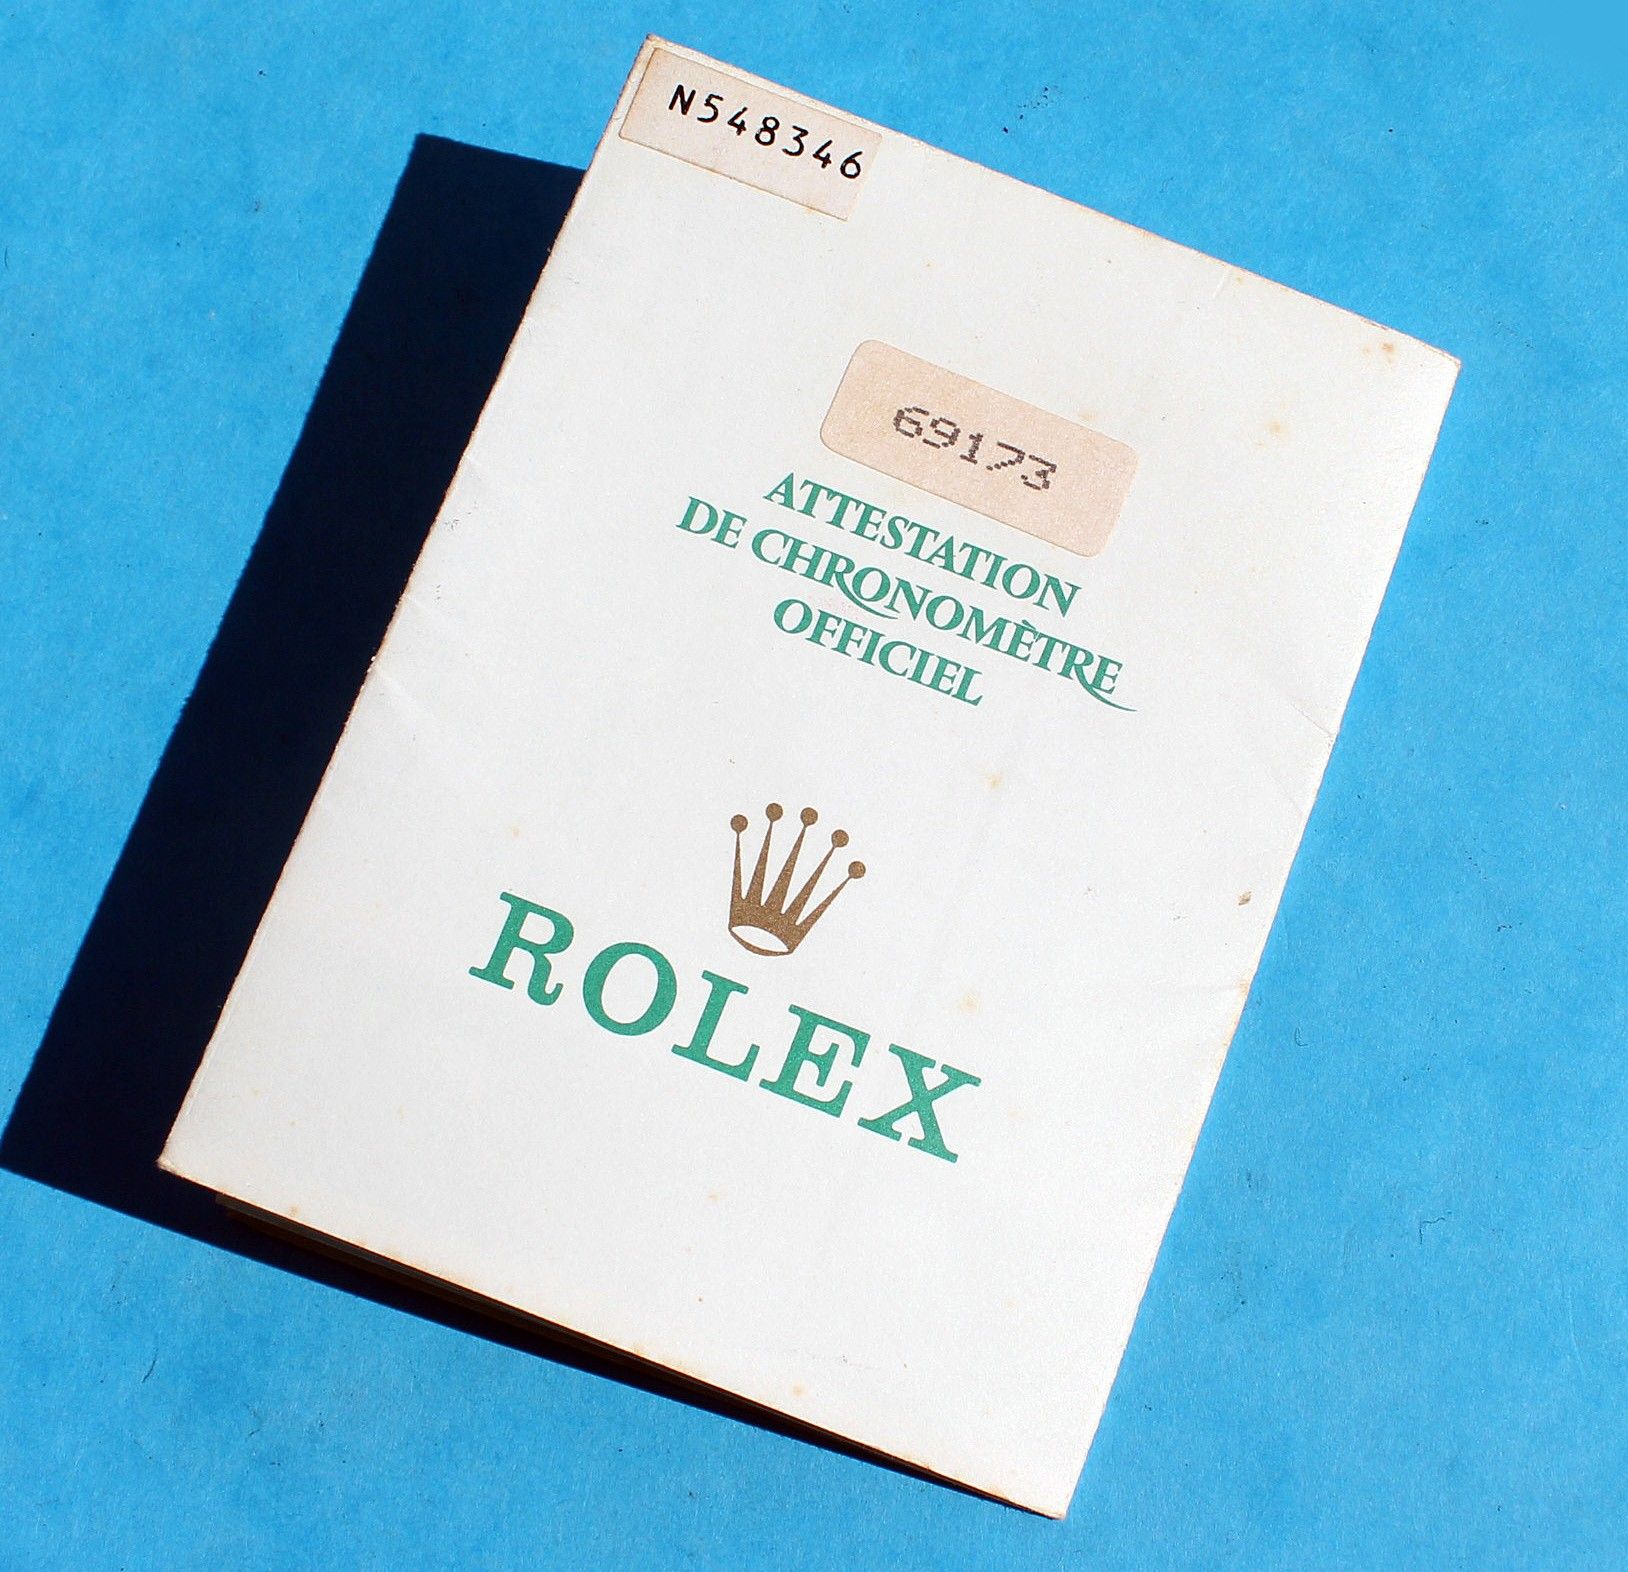 N548346
69173
ATTESTATION
DE CHRONOMÈTRE
OFFICIEL
ROLEX